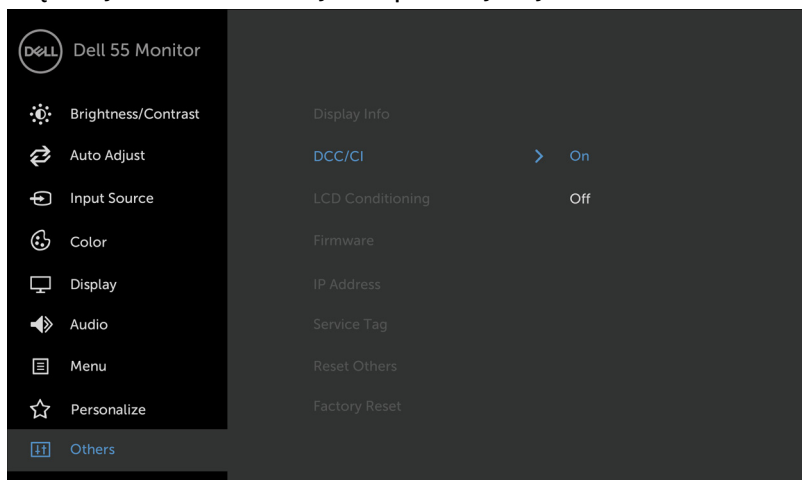 DELL Dell 55 Monitor
Brightness/Contrast
Auto Adjust
Input Source
Color
Display
Audio
Menu
Personalize
Others
Display Info
DCC/CI On
LCD Conditioning Off
Firmware
IP Address
Service Tag
Reset Others
Factory Reset